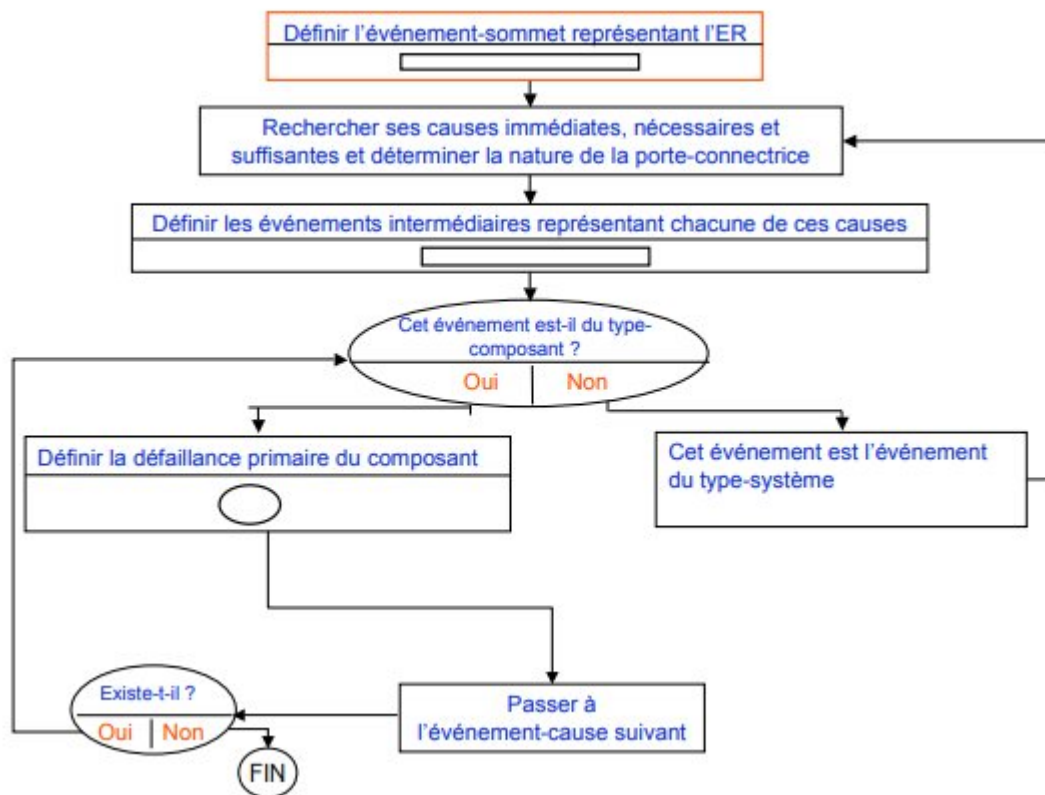 Définir l'événement-sommet représentant l'ER
Rechercher ses causes immédiates, nécessaires et
suffisantes et déterminer la nature de la porte-connectrice
Définir les événements intermédiaires représentant chacune de ces causes
Cet événement est-il du type-
composant ?
Oui
Non
Définir la défaillance primaire du composant
Cet événement est l'événement
du type-système
Existe-t-il ?
Oui
Non
Passer à
l'événement-cause suivant
FIN